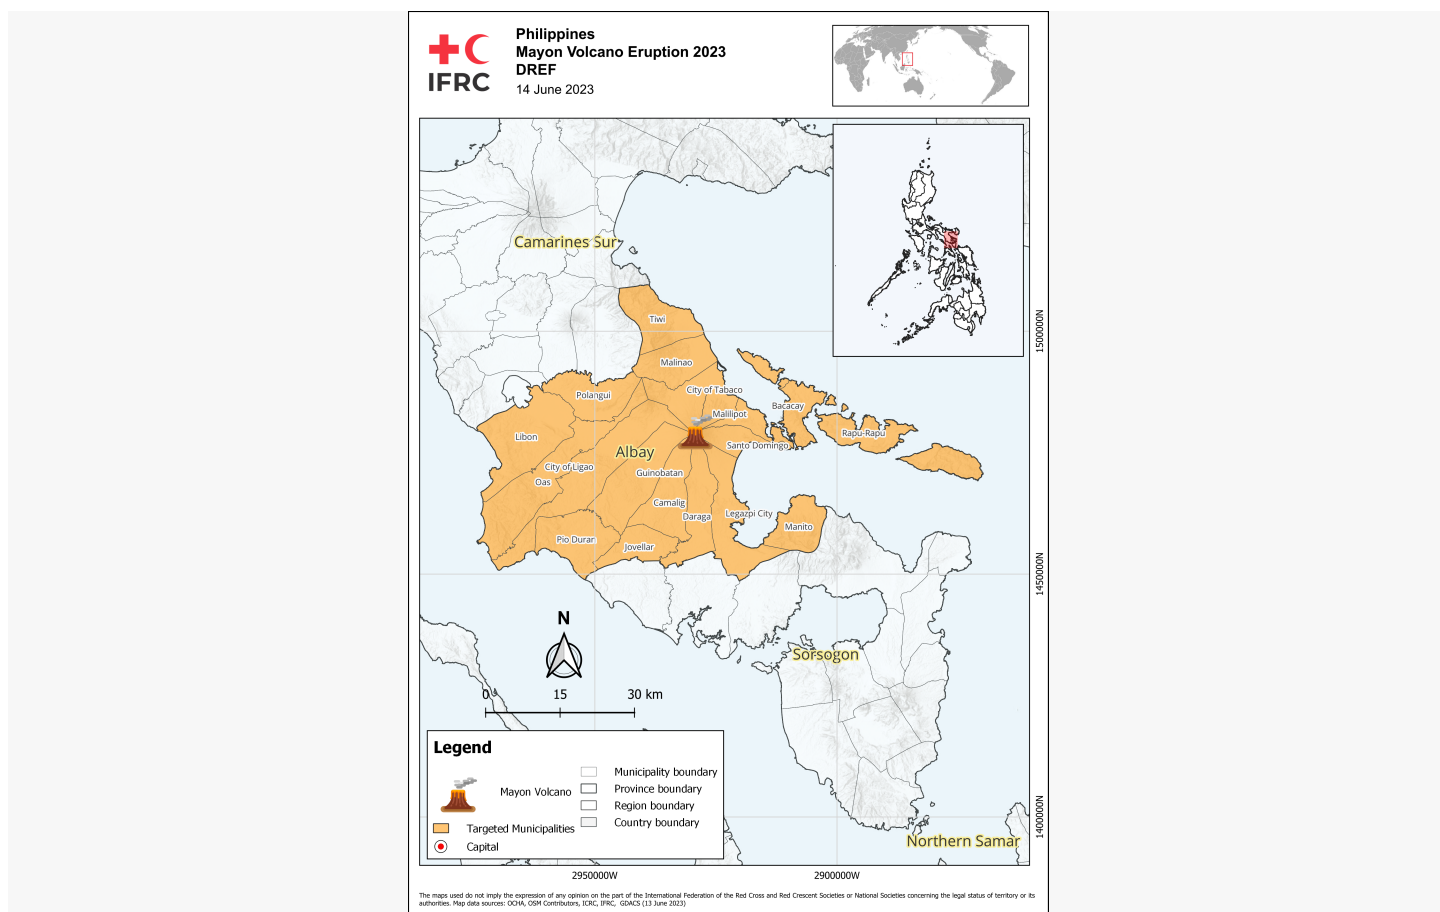 IFRC
Philippines
Mayon Volcano Eruption 2023
DREF
14 June 2023
Camarines Sur
Tiwi
Malinao
City of Tabaco
Polangui
Bacacay
Malilipot
Rapu-Rapu
Libon
Santo Domingo
Albay
City of Ligao
Guinobatan
Oas
Camalig
Legazpi City
Daraga
Manito
Pio Duran
Jovellar
Sorsogon
Northern Samar
1500000N
1450000N
1400000N
N
0 15 30 km
Legend
Mayon Volcano
Targeted Municipalities
Capital
Municipality boundary
Province boundary
Region boundary
Country boundary
2950000W 2900000W
The maps used do not imply the expression of any opinion on the part of the International Federation of the Red Cross and Red Crescent Societies or National Societies concerning the legal status of territory or its
authorities. Map data sources: OCHA, OSM Contributors, ICRC, IFRC, GDACS (13 June 2023)